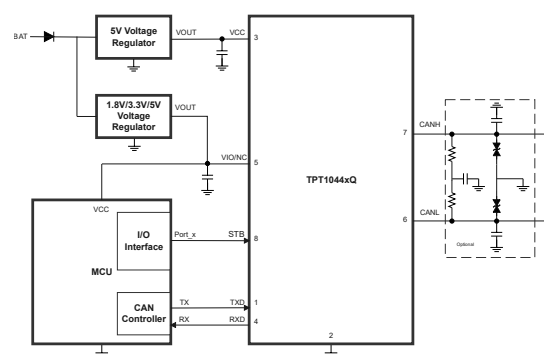 BAT
5V Voltage
Regulator
VOUT
VCC
3
1.8V/3.3V/5V
Voltage
Regulator
VOUT
VIO/NC
5
TPT1044xQ
7
CANH
6
CANL
Optional
VCC
I/O
Interface
Port_x
STB
8
MCU
CAN
Controller
TX
TXD
1
RX
RXD
4
2